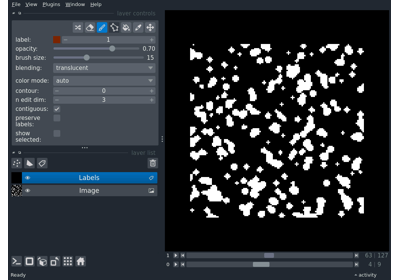 File View Plugins Window Help
layer controls
label: 1
opacity: 0.70
brush size: 15
blending: translucent
color mode: auto
contour: 0
n edit dim: 3
contiguous:
preserve
labels:
show
selected:
layer list
Labels
Image
1 63 127
0 4 9
Ready activity